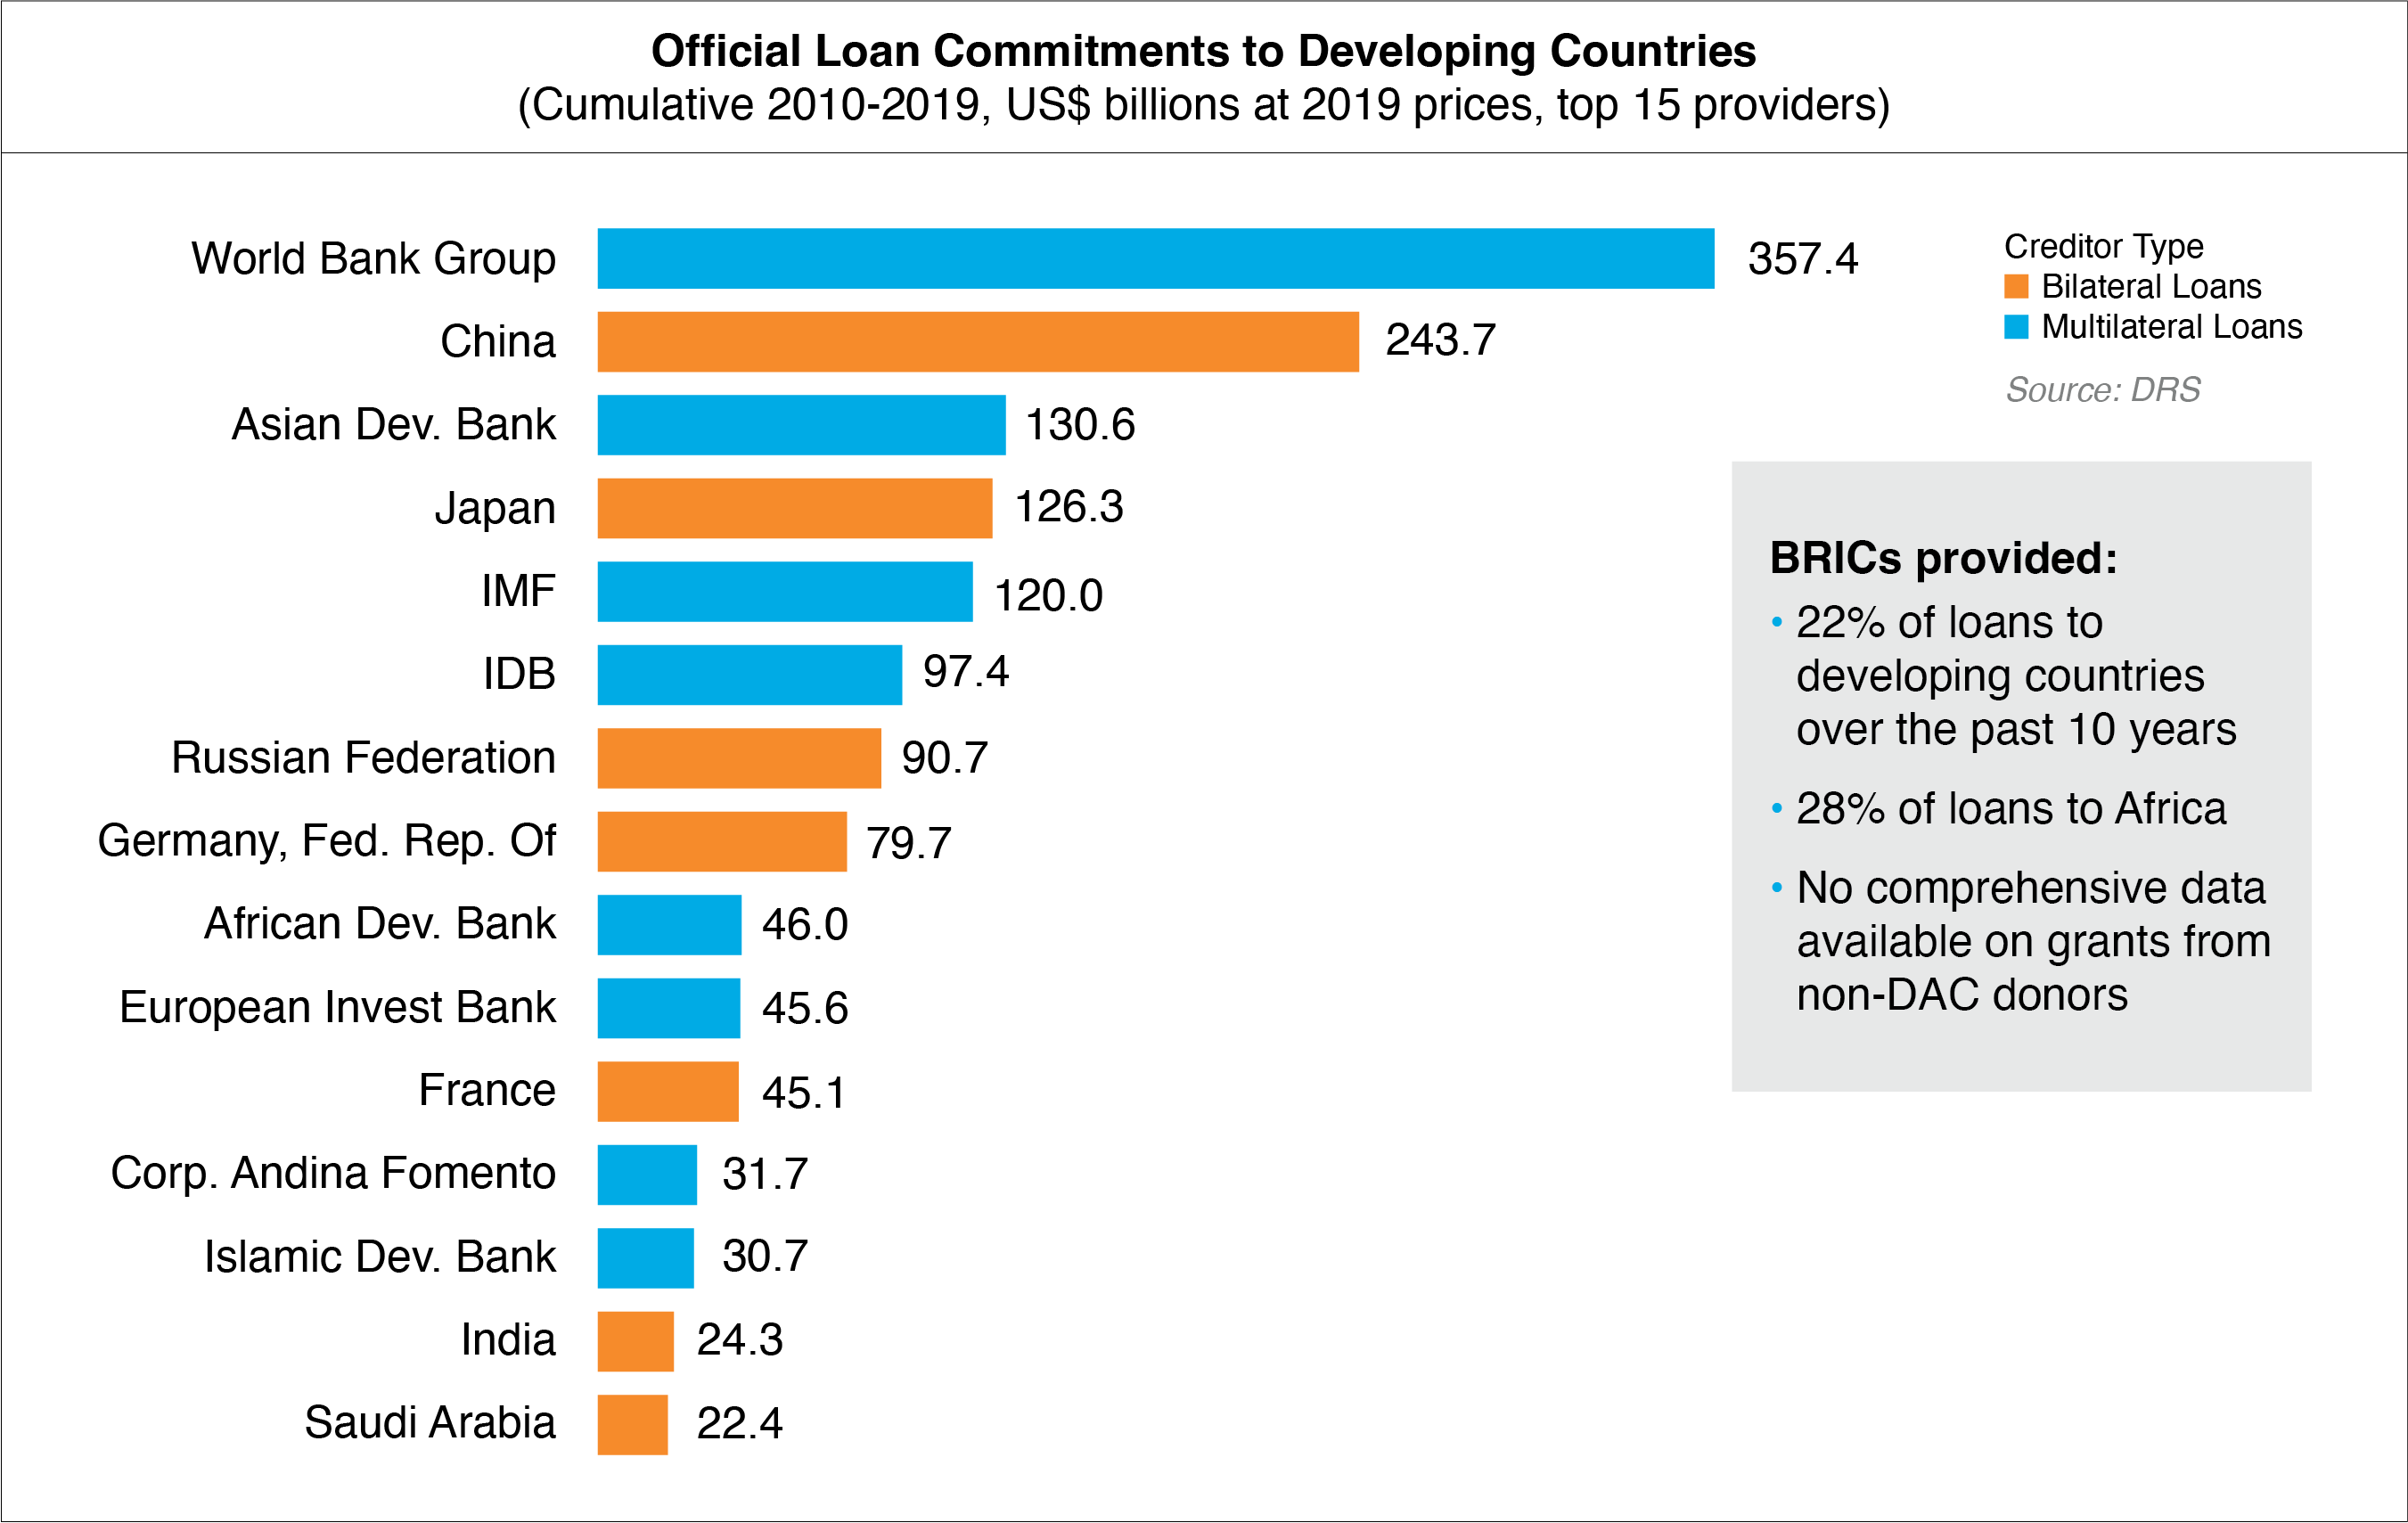 Official Loan Commitments to Developing Countries
(Cumulative 2010-2019, US$ billions at 2019 prices, top 15 providers)
World Bank Group 357.4
China 243.7
Asian Dev. Bank 130.6
Japan 126.3
IMF 120.0
IDB 97.4
Russian Federation 90.7
Germany, Fed. Rep. Of 79.7
African Dev. Bank 46.0
European Invest Bank 45.6
France 45.1
Corp. Andina Fomento 31.7
Islamic Dev. Bank 30.7
India 24.3
Saudi Arabia 22.4
Creditor Type
Bilateral Loans
Multilateral Loans
Source: DRS
BRICs provided:
• 22% of loans to
developing countries
over the past 10 years
• 28% of loans to Africa
• No comprehensive data
available on grants from
non-DAC donors